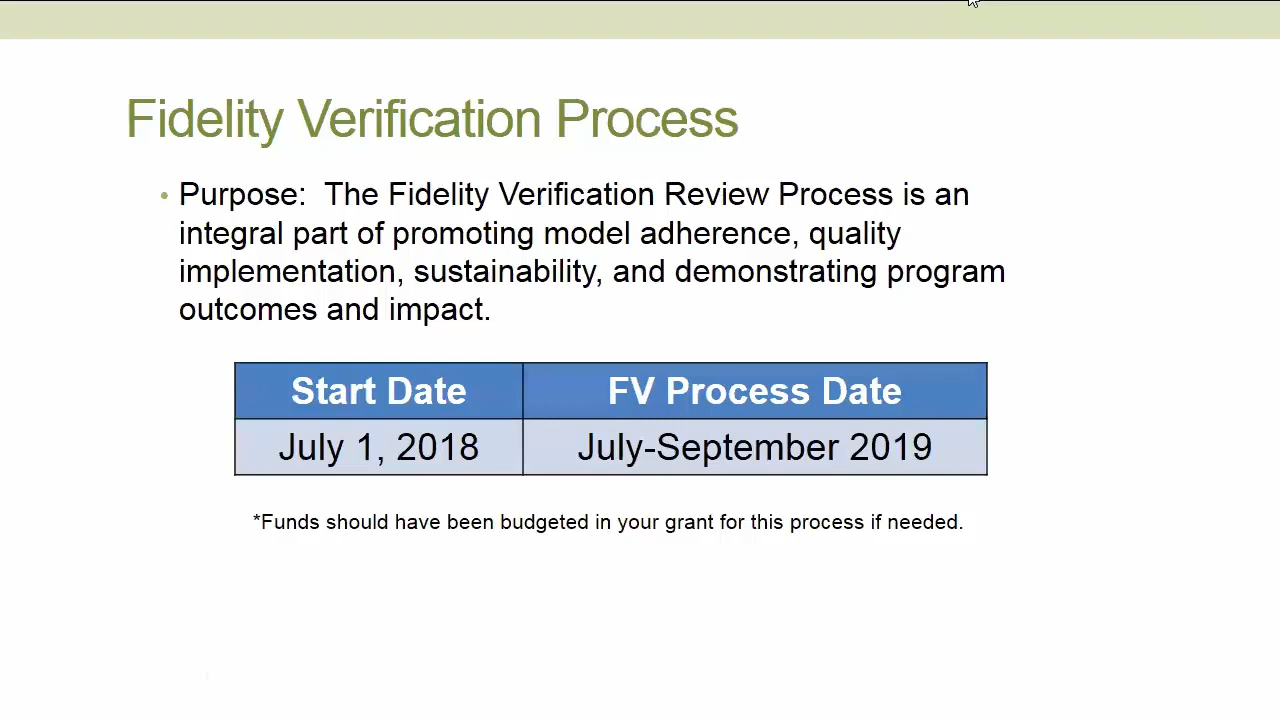 Fidelity Verification Process
• Purpose:  The Fidelity Verification Review Process is an
integral part of promoting model adherence, quality
implementation, sustainability, and demonstrating program
outcomes and impact.
Start Date FV Process Date
July 1, 2018 July-September 2019
*Funds should have been budgeted in your grant for this process if needed.